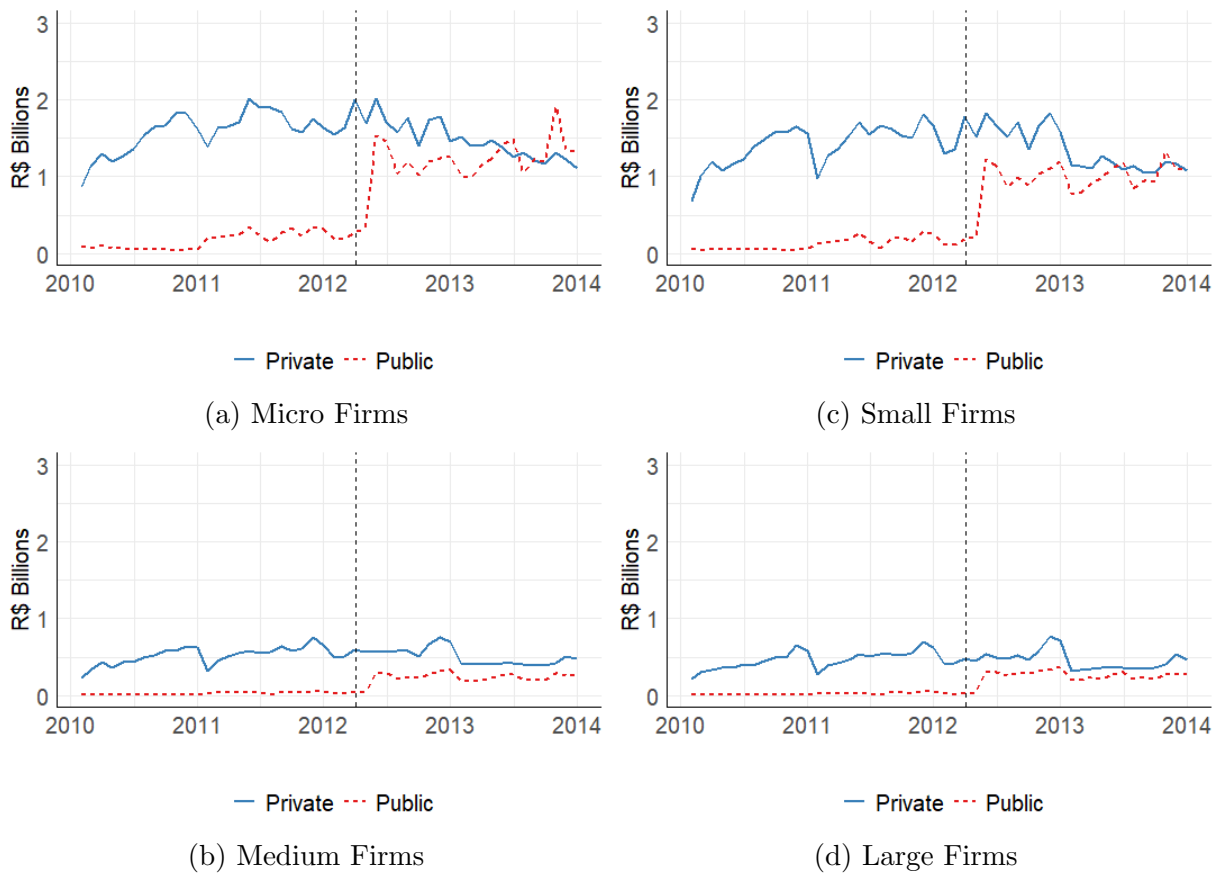 R$ Billions
3
2
1
0
2010 2011 2012 2013 2014
Private Public
(a) Micro Firms
R$ Billions
3
2
1
0
2010 2011 2012 2013 2014
Private Public
(c) Small Firms
R$ Billions
3
2
1
0
2010 2011 2012 2013 2014
Private Public
(b) Medium Firms
R$ Billions
3
2
1
0
2010 2011 2012 2013 2014
Private Public
(d) Large Firms